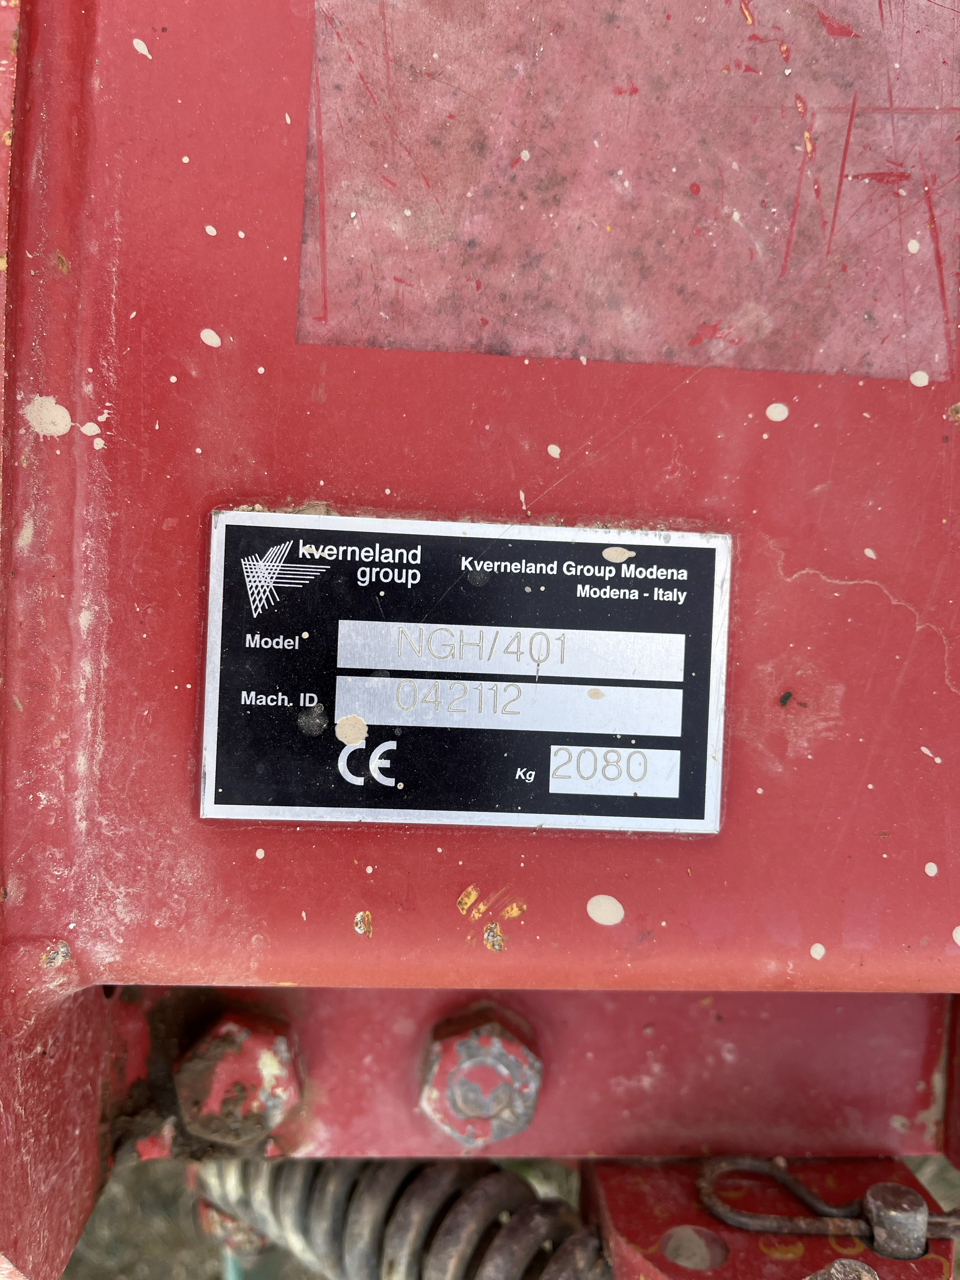 kverneland
group
Kverneland Group Modena
Modena - Italy
Model NGH/401
Mach. ID 042112
CE Kg 2080